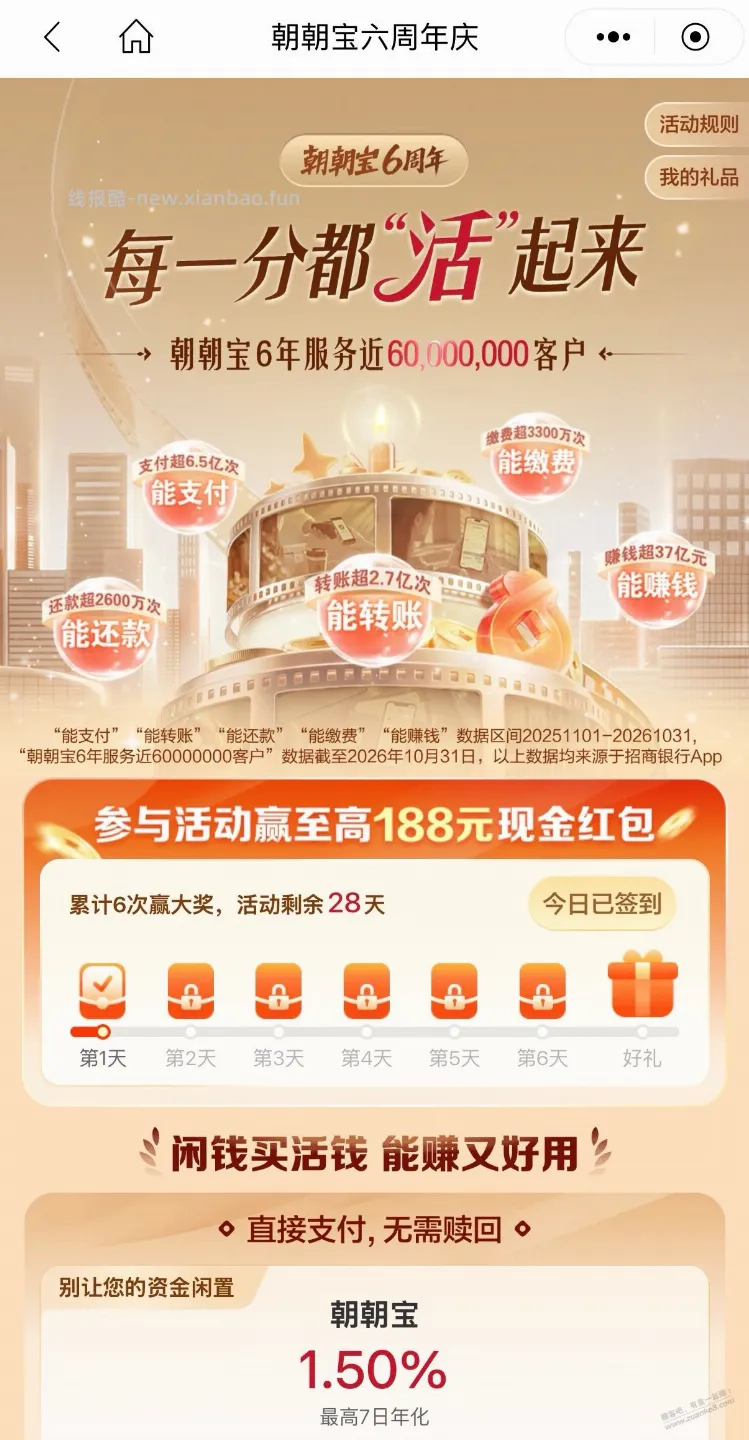 朝朝宝六周年庆
活动规则
朝朝宝6周年
我的礼品
线报酷-new.xianbao.fun
每一分都“活”起来
朝朝宝6年服务近60,000,000客户
缴费超3300万次
能缴费
支付超6.5亿次
能支付
赚钱超37亿元
能赚钱
转账超2.7亿次
能转账
还款超2600万次
能还款
“能支付”“能转账”“能还款”“能缴费”“能赚钱”数据区间20251101-20261031,
“朝朝宝6年服务近60000000客户”数据截至2026年10月31日，以上数据均来源于招商银行App
参与活动赢至高188元现金红包
累计6次赢大奖，活动剩余28天
今日已签到
第1天 第2天 第3天 第4天 第5天 第6天 好礼
闲钱买活钱 能赚又好用
直接支付,无需赎回
别让您的资金闲置
朝朝宝
1.50%
最高7日年化
www.zuanke8.com